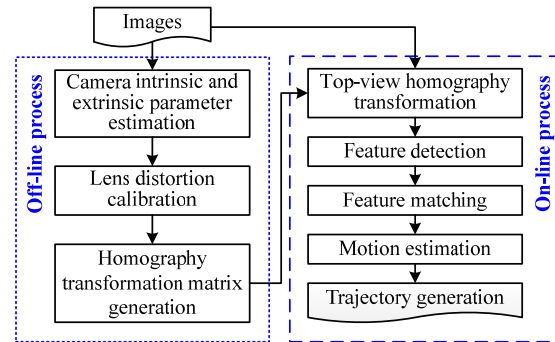 Images
Off-line process
Camera intrinsic and
extrinsic parameter
estimation
Lens distortion
calibration
Homography
transformation matrix
generation
On-line process
Top-view homography
transformation
Feature detection
Feature matching
Motion estimation
Trajectory generation